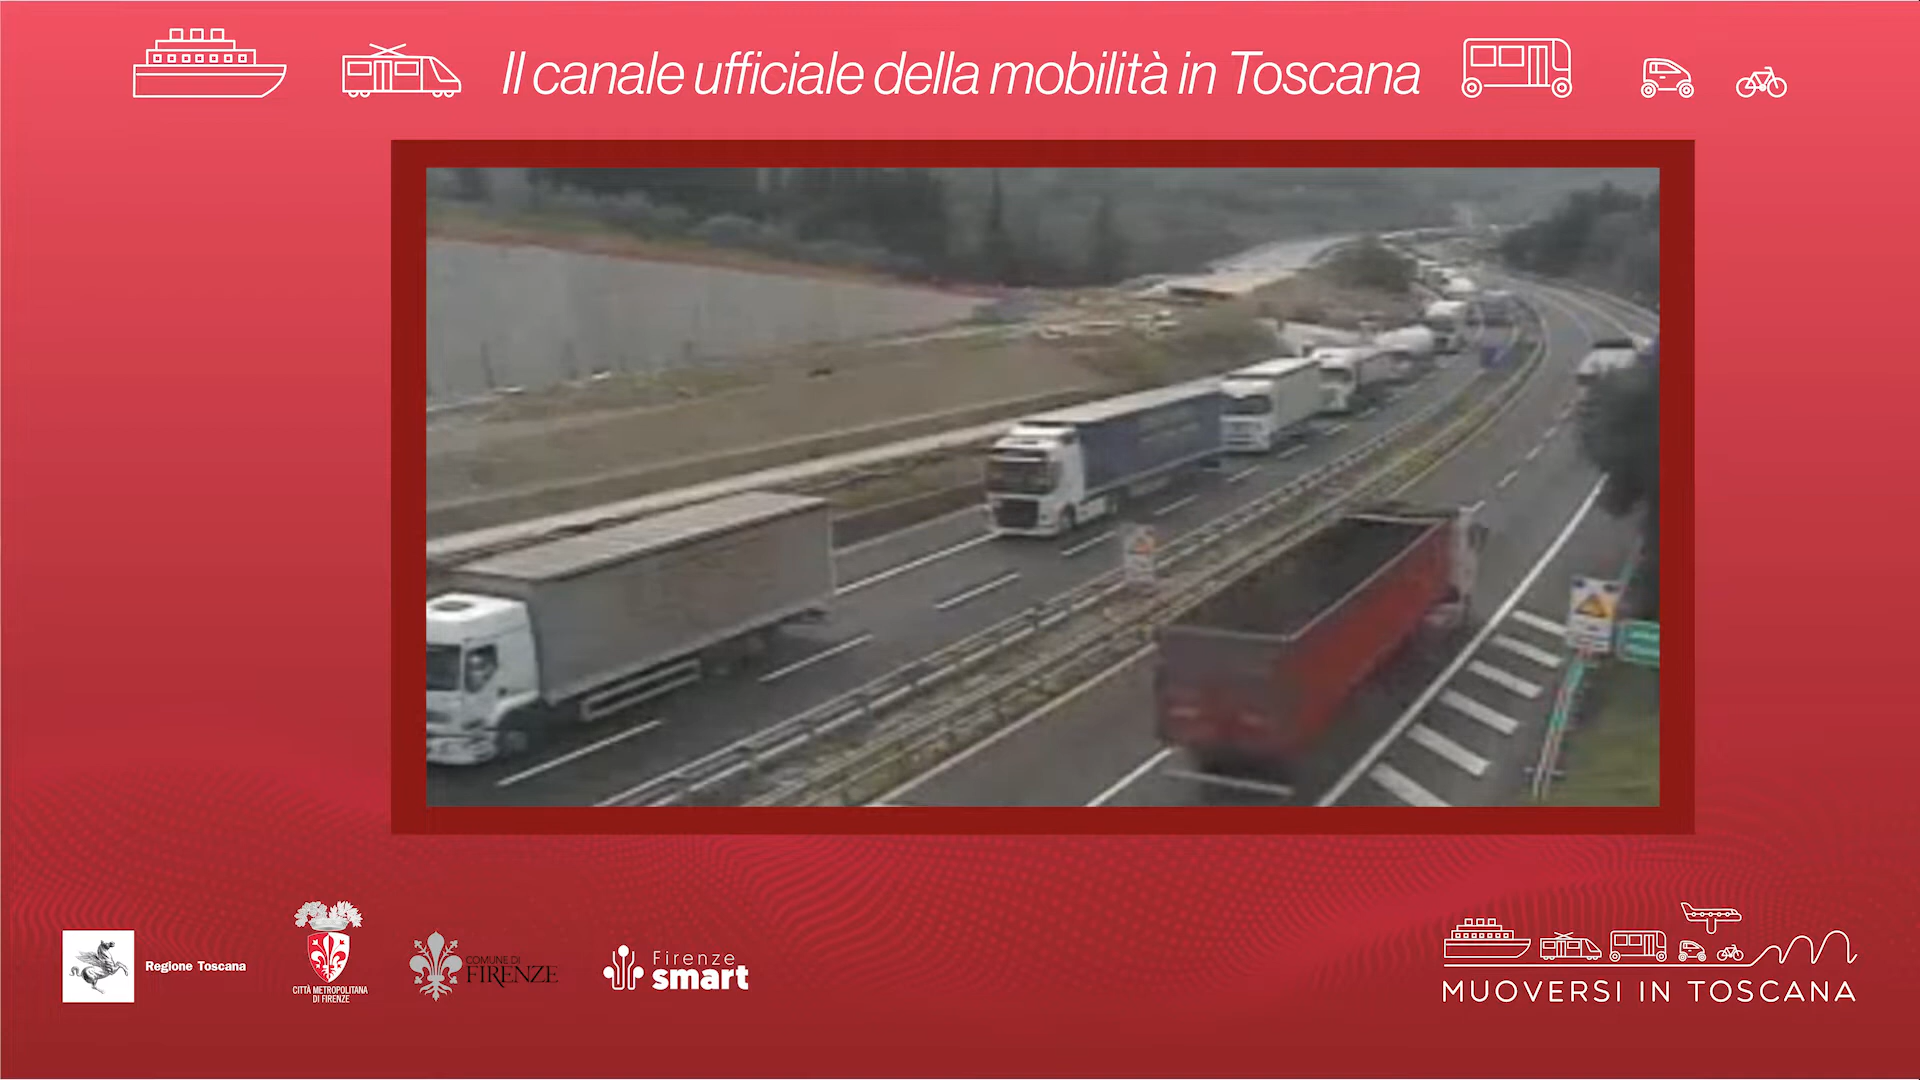 Il canale ufficiale della mobilità in Toscana
Regione Toscana
CITTÀ METROPOLITANA
DI FIRENZE
COMUNE DI
FIRENZE
Firenze
smart
MUOVERSI IN TOSCANA